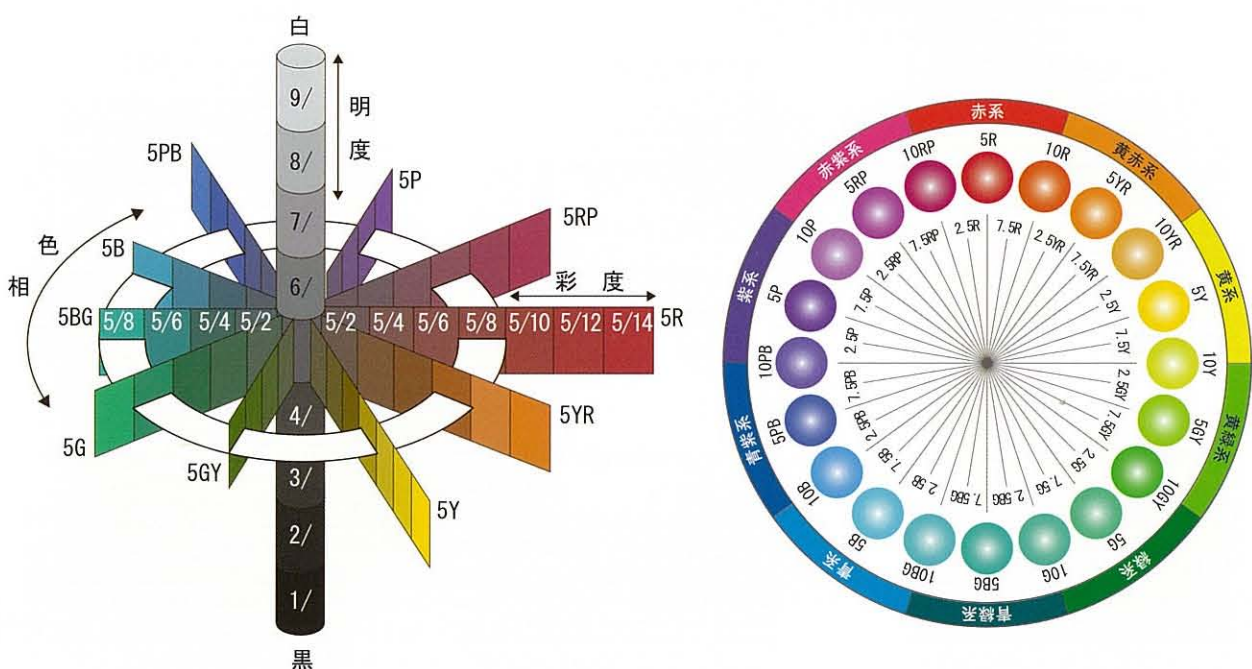 白
9/
8/
7/
6/
4/
3/
2/
1/
黒
明度
色相
彩度
5PB
5P
5B
5RP
5BG
5/8
5/6
5/4
5/2
5/2
5/4
5/6
5/8
5/10
5/12
5/14
5R
5G
5GY
5Y
5YR
赤系
黄赤系
黄系
黄緑系
緑系
青緑系
青系
青紫系
紫系
赤紫系
5R
10R
5YR
10YR
5Y
10Y
5GY
10GY
5G
10G
5BG
10BG
5B
10B
5PB
10PB
5P
10P
5RP
10RP
2.5R
7.5R
2.5YR
7.5YR
2.5Y
7.5Y
2.5GY
7.5GY
2.5G
7.5G
2.5BG
7.5BG
2.5B
7.5B
2.5PB
7.5PB
2.5P
7.5P
2.5RP
7.5RP